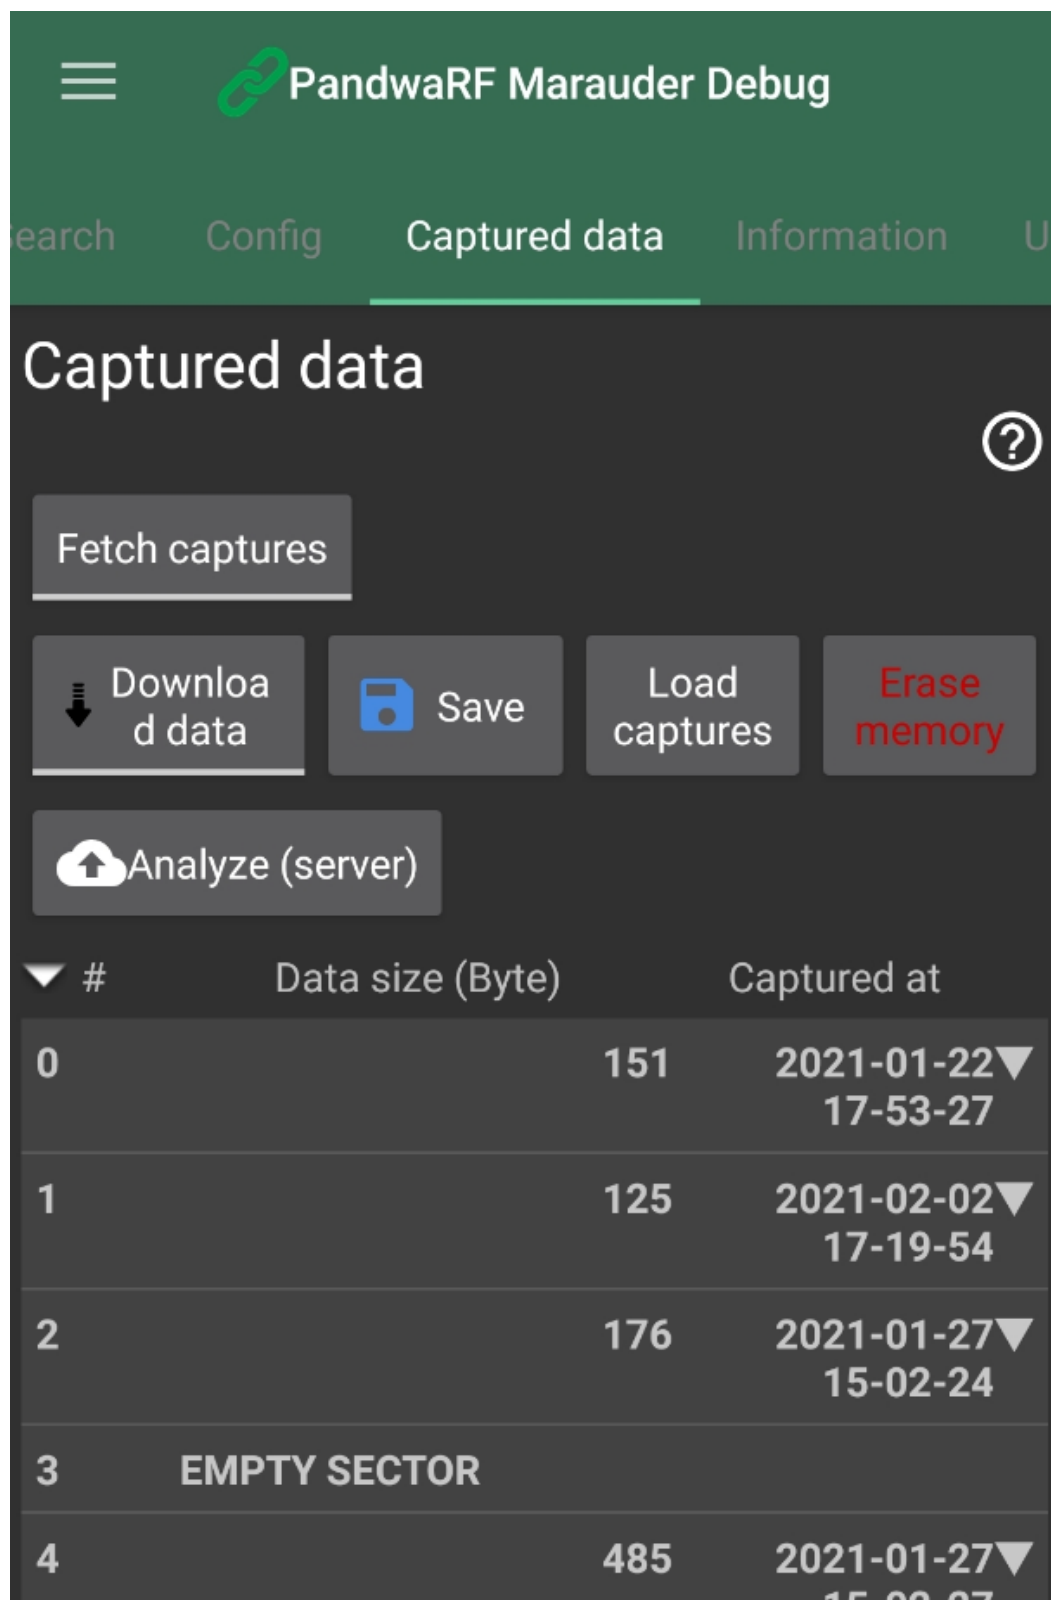 PandwaRF Marauder Debug
earch Config Captured data Information U
Captured data
Fetch captures
Downloa
d data
Save
Load
captures
Erase
memory
Analyze (server)
# Data size (Byte) Captured at
0 151 2021-01-22
17-53-27
1 125 2021-02-02
17-19-54
2 176 2021-01-27
15-02-24
3 EMPTY SECTOR
4 485 2021-01-27